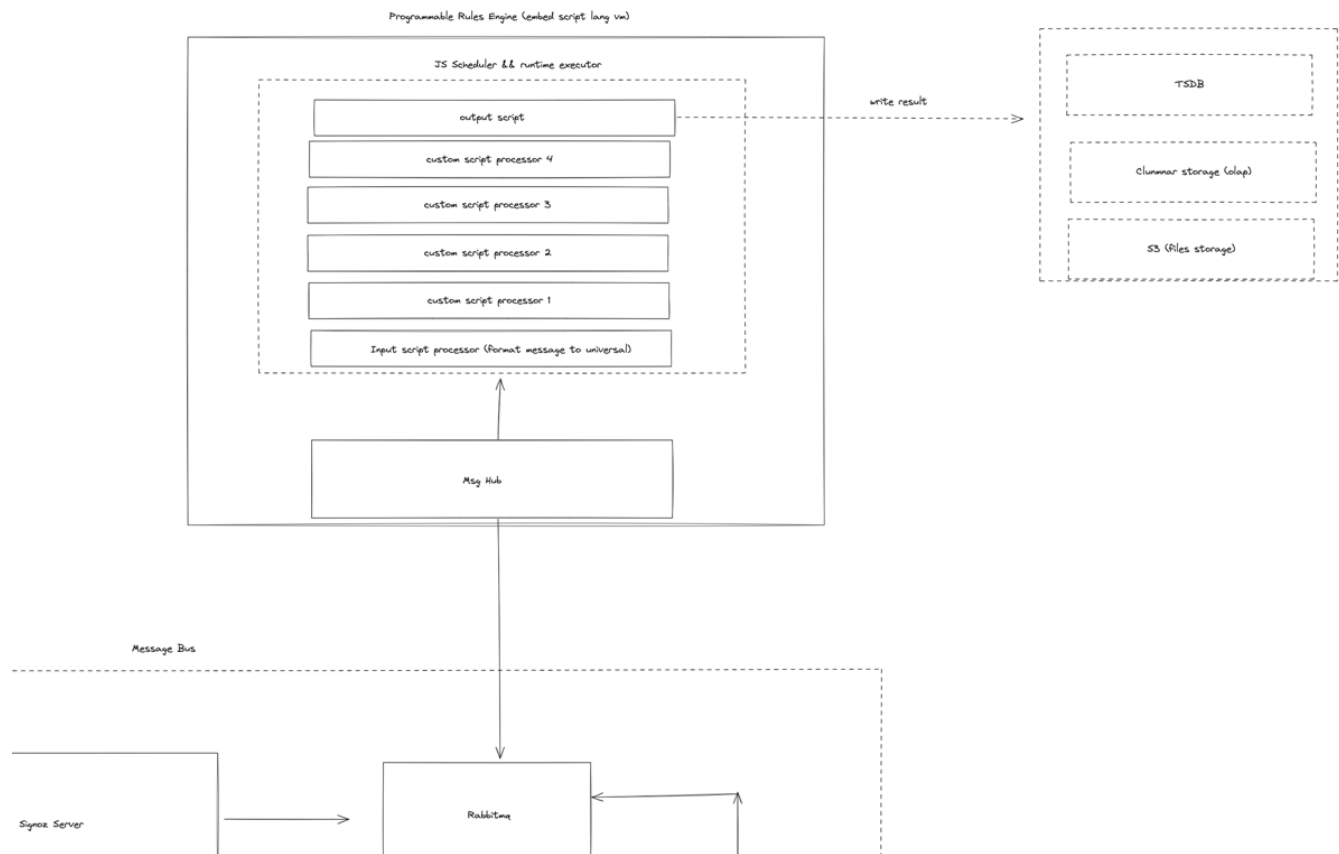 Programmable Rules Engine (embed script lang vm)
JS Scheduler && runtime executor
output script
custom script processor 4
custom script processor 3
custom script processor 2
custom script processor 1
Input script processor (format message to universal)
Msg Hub
write result
TSDB
Clunmnar storage (olap)
S3 (files storage)
Message Bus
Signoz Server
Rabbitmq